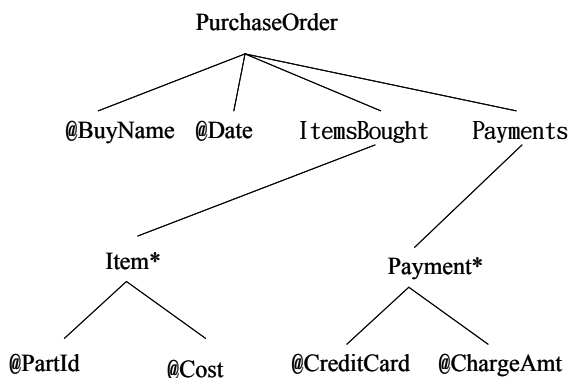 PurchaseOrder
@BuyName @Date ItemsBought Payments
Item* Payment*
@PartId @Cost @CreditCard @ChargeAmt